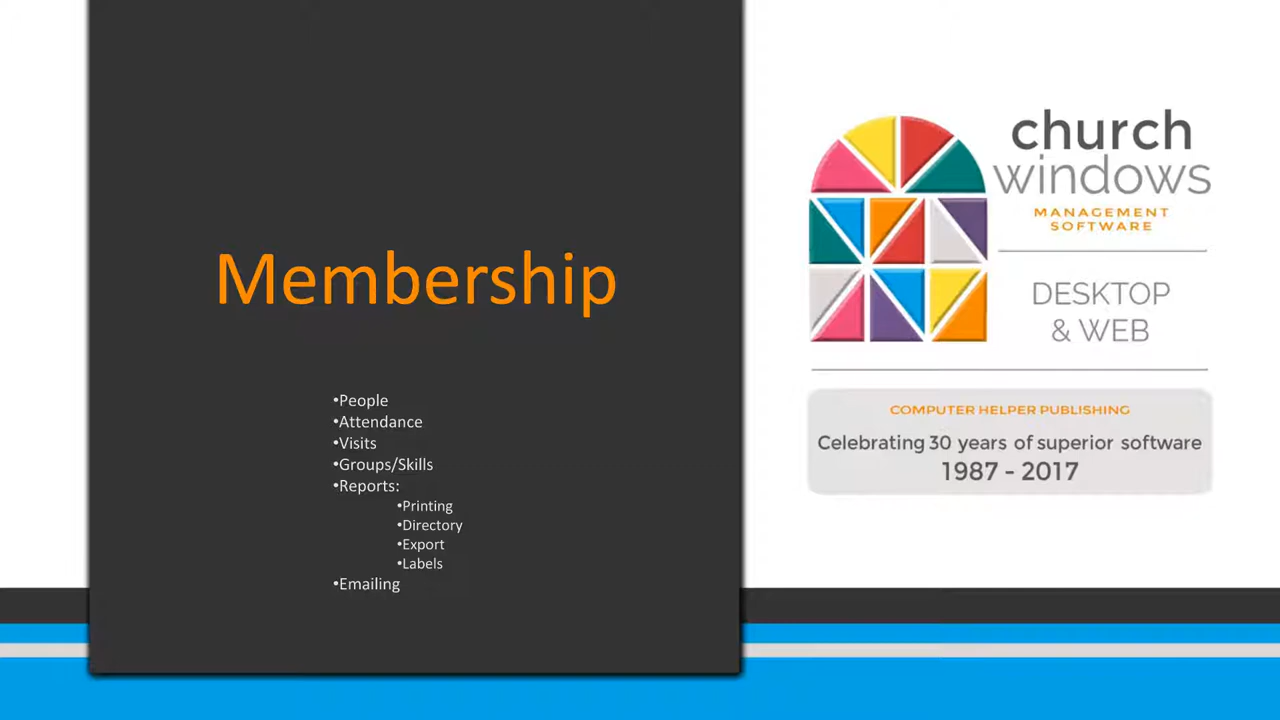 Membership
•People
•Attendance
•Visits
•Groups/Skills
•Reports:
•Printing
•Directory
•Export
•Labels
•Emailing
church
windows
MANAGEMENT
SOFTWARE
DESKTOP
& WEB
COMPUTER HELPER PUBLISHING
Celebrating 30 years of superior software
1987 - 2017